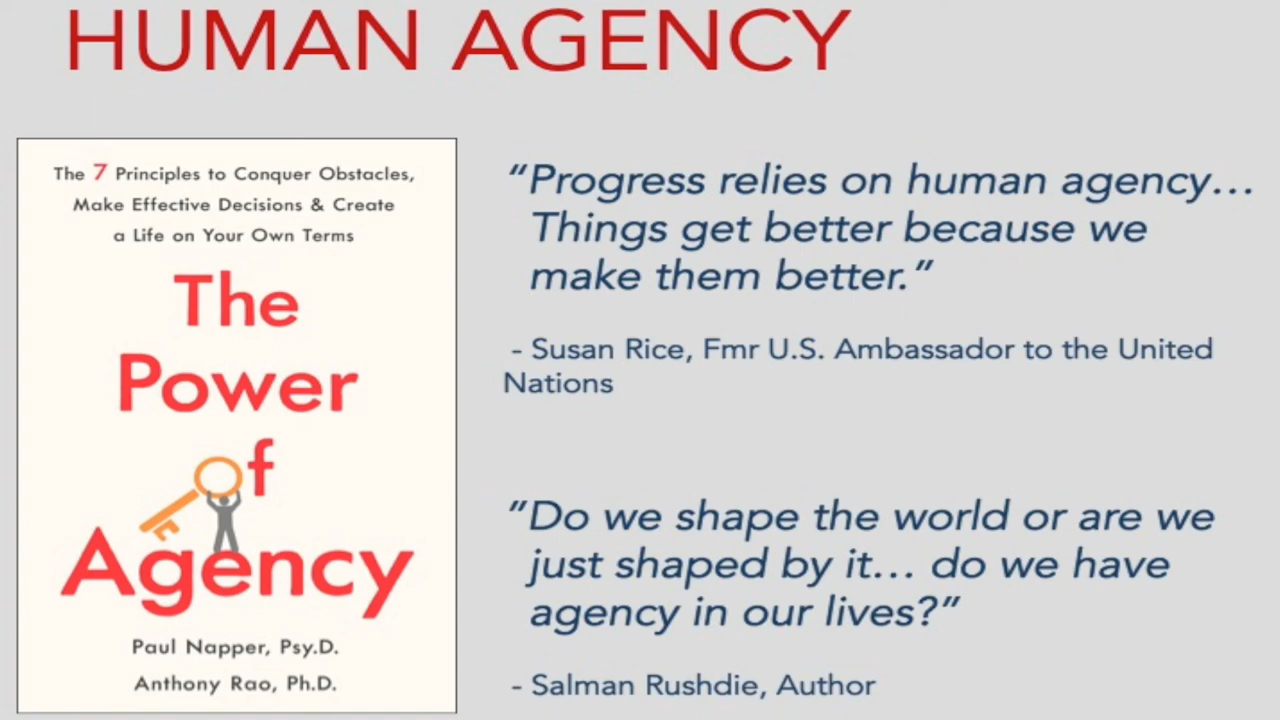 HUMAN AGENCY
The 7 Principles to Conquer Obstacles,
Make Effective Decisions & Create
a Life on Your Own Terms
The
Power
of
Agency
Paul Napper, Psy.D.
Anthony Rao, Ph.D.
“Progress relies on human agency…
Things get better because we
make them better.”
- Susan Rice, Fmr U.S. Ambassador to the United
Nations
“Do we shape the world or are we
just shaped by it… do we have
agency in our lives?”
- Salman Rushdie, Author